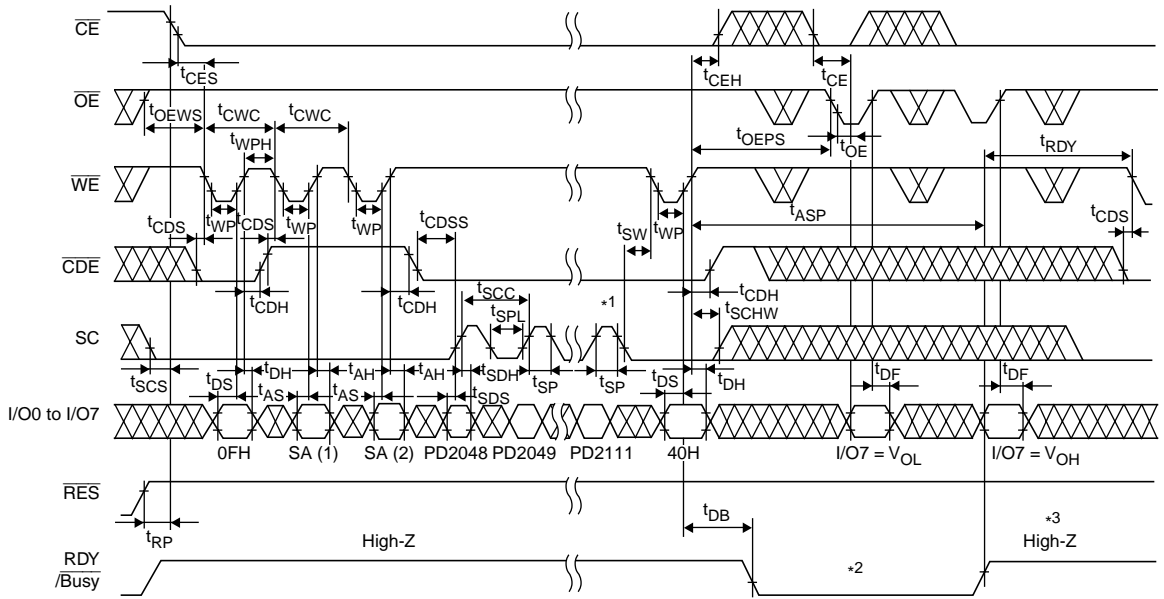 CE
tCES
tCEH
tCE
OE
tOEWS
tCWC
tCWC
tWPH
tOEPS
tOE
tRDY
WE
tCDS
tWP
tCDS
tWP
tWP
tCDSS
tSW
tWP
tASP
tCDS
CDE
tCDH
tCDH
tSCC
tSPL
*1
tCDH
tSCHW
SC
tSCS
tDS
tDH
tAS
tAH
tAS
tAH
tSDH
tSDS
tSP
tSP
tDS
tDH
tDF
tDF
I/O0 to I/O7
0FH
SA (1)
SA (2)
PD2048
PD2049
PD2111
40H
I/O7 = VOL
I/O7 = VOH
RES
tRP
tDB
*3
RDY
/Busy
High-Z
*2
High-Z